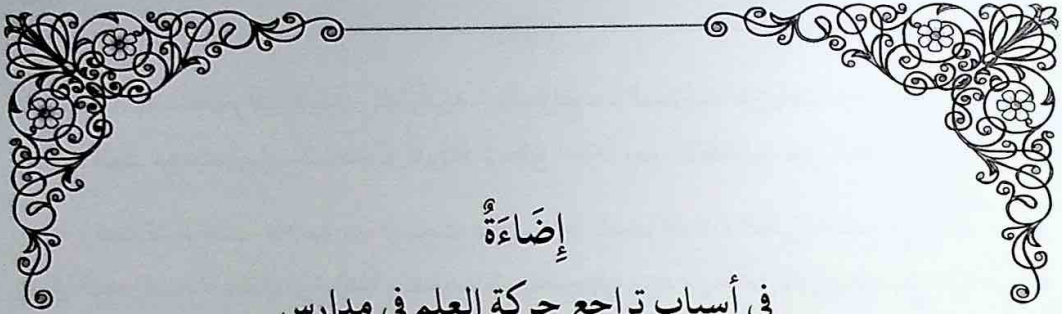 إِضَاءَةٌ
في أسباب تراجع حركة العلم في مدارس